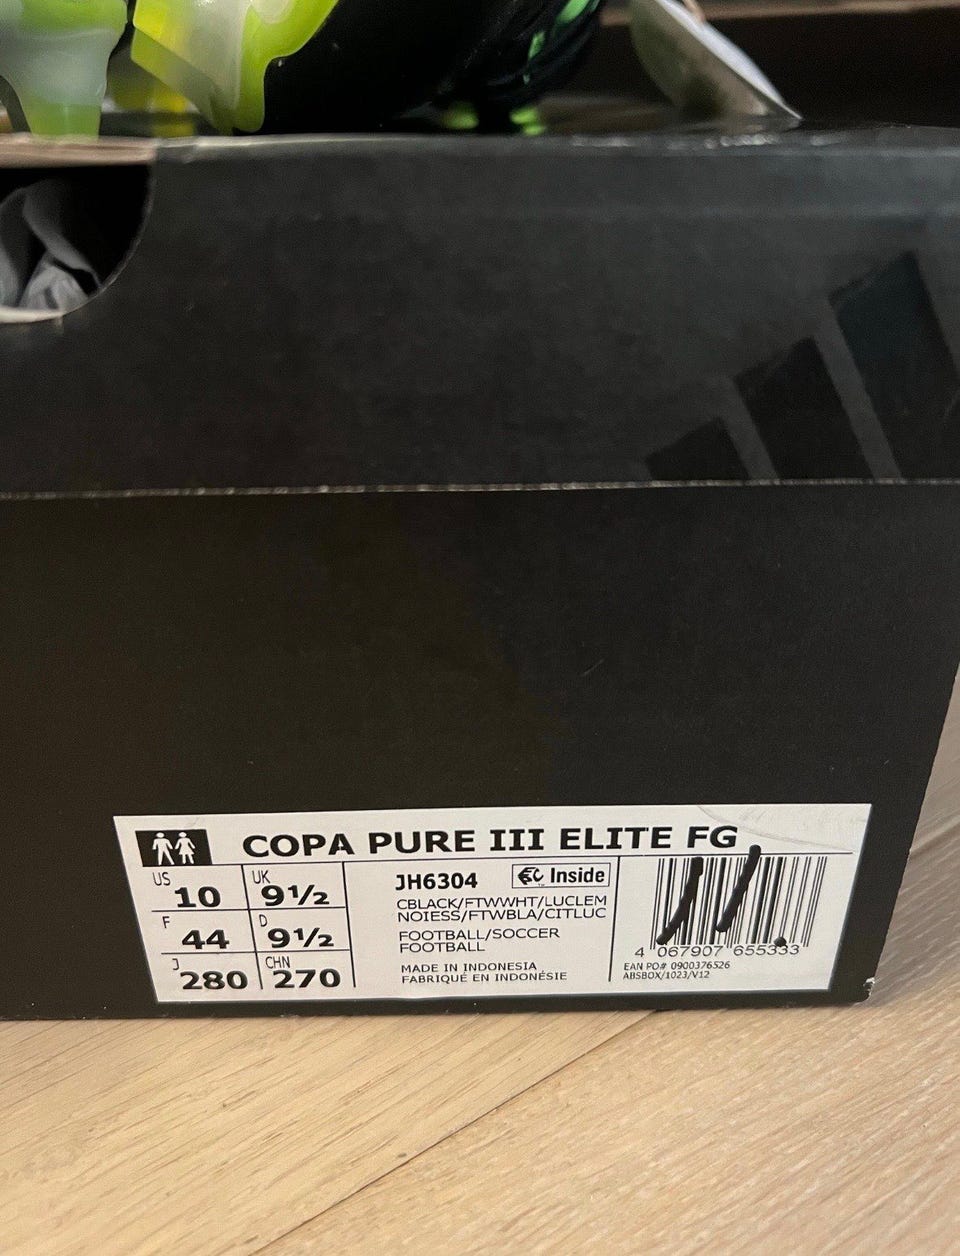 COPA PURE III ELITE FG
US 10 UK 9½
F 44 D 9½
J 280 CHN 270
JH6304
Inside
CBLACK/FTWWHT/LUCLEM
NOIESS/FTWBLA/CITLUC
FOOTBALL/SOCCER
FOOTBALL
MADE IN INDONESIA
FABRIQUÉ EN INDONÉSIE
4 067907 655333
EAN PO# 0900376526
ABSBOX/1023/V12